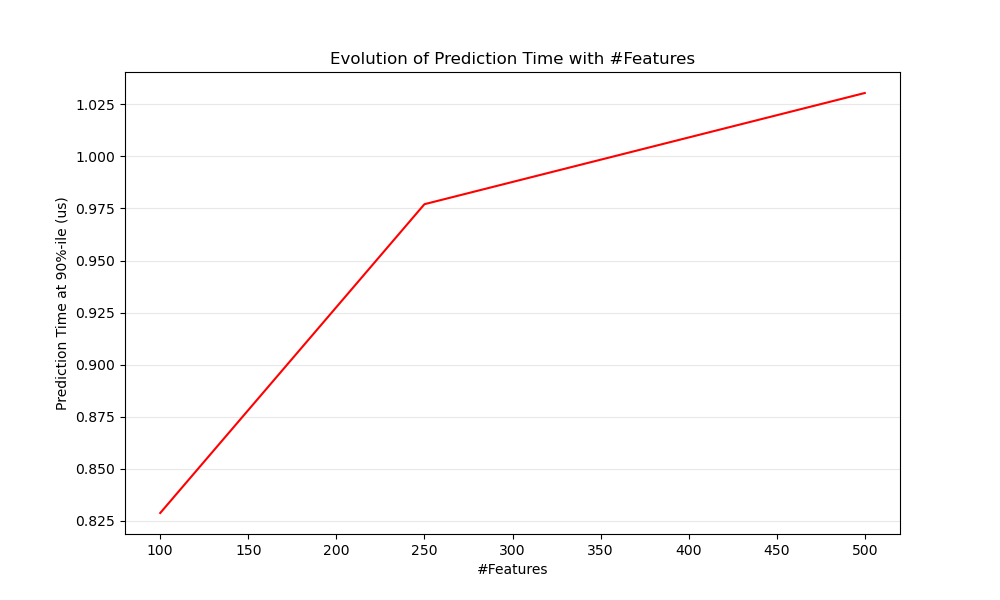 Evolution of Prediction Time with #Features
Prediction Time at 90%-ile (us)
1.025
1.000
0.975
0.950
0.925
0.900
0.875
0.850
0.825
100 150 200 250 300 350 400 450 500
#Features